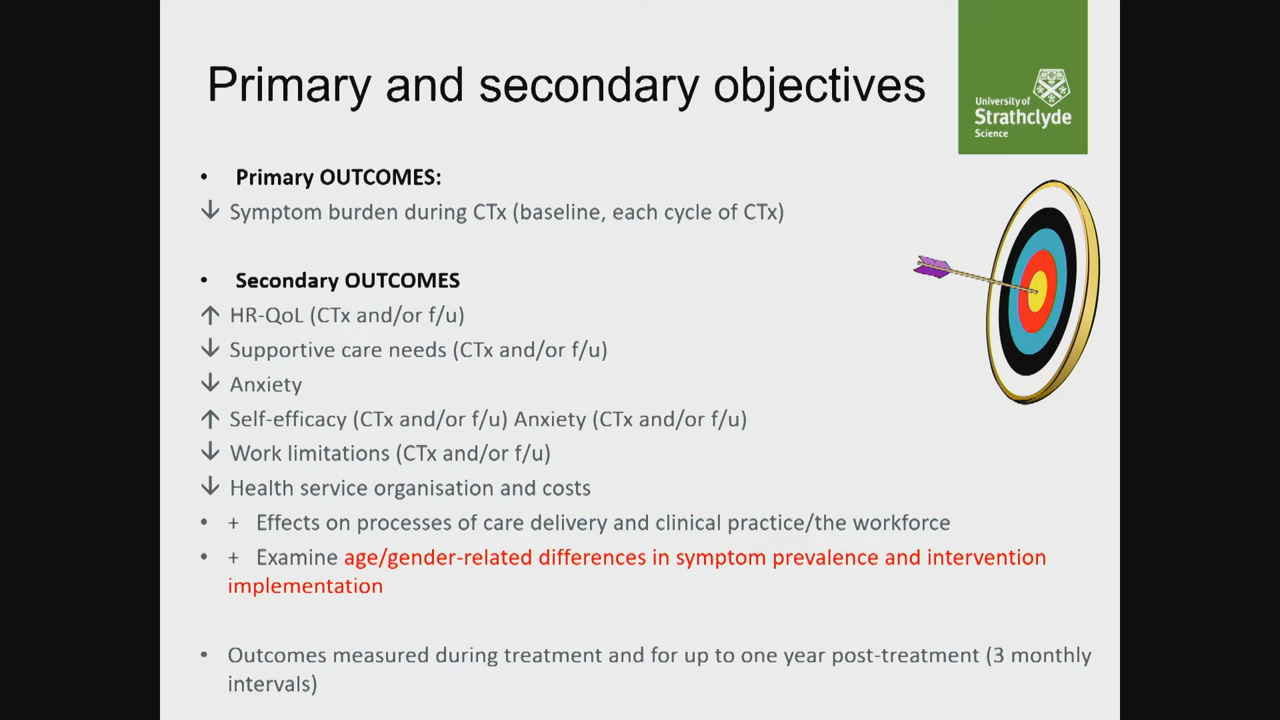 Primary and secondary objectives
University of
Strathclyde
Science
• Primary OUTCOMES:
↓ Symptom burden during CTx (baseline, each cycle of CTx)
• Secondary OUTCOMES
↑ HR-QoL (CTx and/or f/u)
↓ Supportive care needs (CTx and/or f/u)
↓ Anxiety
↑ Self-efficacy (CTx and/or f/u) Anxiety (CTx and/or f/u)
↓ Work limitations (CTx and/or f/u)
↓ Health service organisation and costs
• + Effects on processes of care delivery and clinical practice/the workforce
• + Examine age/gender-related differences in symptom prevalence and intervention
implementation
• Outcomes measured during treatment and for up to one year post-treatment (3 monthly
intervals)